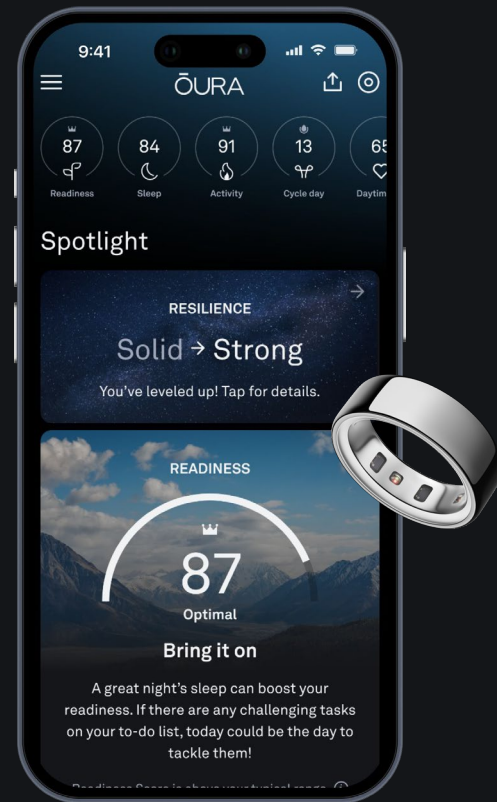 9:41
ŌURA
87
84
91
13
Readiness
Sleep
Activity
Cycle day
Spotlight
RESILIENCE
Solid → Strong
You've leveled up! Tap for details.
READINESS
87
Optimal
Bring it on
A great night's sleep can boost your
readiness. If there are any challenging tasks
on your to-do list, today could be the day to
tackle them!